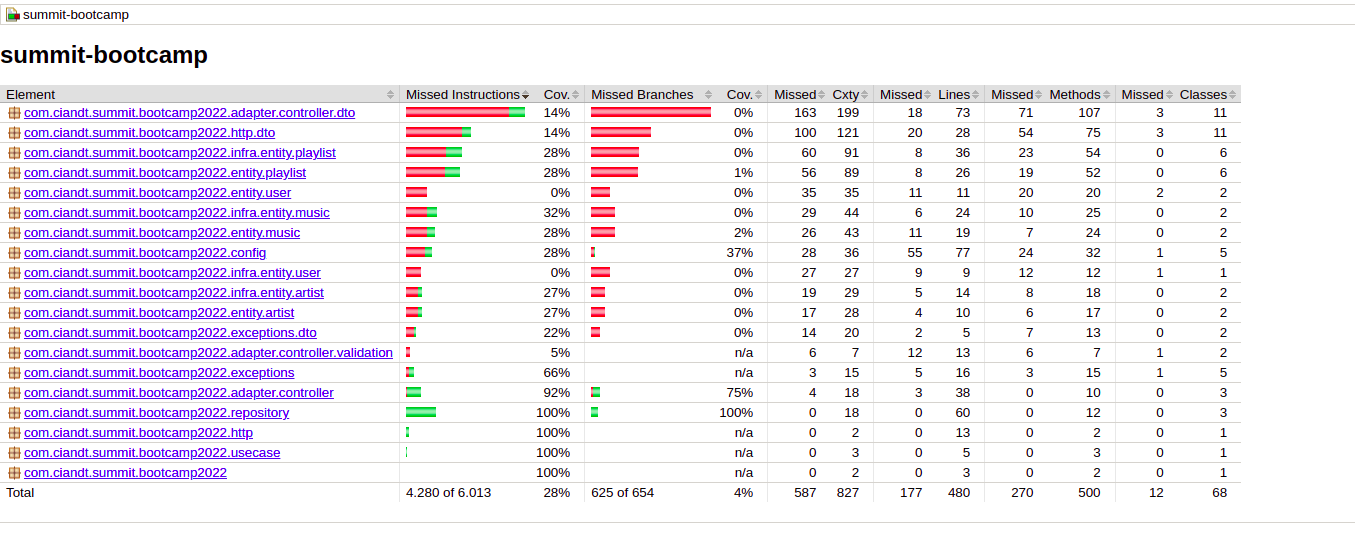 summit-bootcamp
summit-bootcamp
Element Missed Instructions Cov. Missed Branches Cov. Missed Cxty Missed Lines Missed Methods Missed Classes
com.ciandt.summit.bootcamp2022.adapter.controller.dto 14% 0% 163 199 18 73 71 107 3 11
com.ciandt.summit.bootcamp2022.http.dto 14% 0% 100 121 20 28 54 75 3 11
com.ciandt.summit.bootcamp2022.infra.entity.playlist 28% 0% 60 91 8 36 23 54 0 6
com.ciandt.summit.bootcamp2022.entity.playlist 28% 1% 56 89 8 26 19 52 0 6
com.ciandt.summit.bootcamp2022.entity.user 0% 0% 35 35 11 11 20 20 2 2
com.ciandt.summit.bootcamp2022.infra.entity.music 32% 0% 29 44 6 24 10 25 0 2
com.ciandt.summit.bootcamp2022.entity.music 28% 2% 26 43 11 19 7 24 0 2
com.ciandt.summit.bootcamp2022.config 28% 37% 28 36 55 77 24 32 1 5
com.ciandt.summit.bootcamp2022.infra.entity.user 0% 0% 27 27 9 9 12 12 1 1
com.ciandt.summit.bootcamp2022.infra.entity.artist 27% 0% 19 29 5 14 8 18 0 2
com.ciandt.summit.bootcamp2022.entity.artist 27% 0% 17 28 4 10 6 17 0 2
com.ciandt.summit.bootcamp2022.exceptions.dto 22% 0% 14 20 2 5 7 13 0 2
com.ciandt.summit.bootcamp2022.adapter.controller.validation 5% n/a 6 7 12 13 6 7 1 2
com.ciandt.summit.bootcamp2022.exceptions 66% n/a 3 15 5 16 3 15 1 5
com.ciandt.summit.bootcamp2022.adapter.controller 92% 75% 4 18 3 38 0 10 0 3
com.ciandt.summit.bootcamp2022.repository 100% 100% 0 18 0 60 0 12 0 3
com.ciandt.summit.bootcamp2022.http 100% n/a 0 2 0 13 0 2 0 1
com.ciandt.summit.bootcamp2022.usecase 100% n/a 0 3 0 5 0 3 0 1
com.ciandt.summit.bootcamp2022 100% n/a 0 2 0 3 0 2 0 1
Total 4.280 of 6.013 28% 625 of 654 4% 587 827 177 480 270 500 12 68